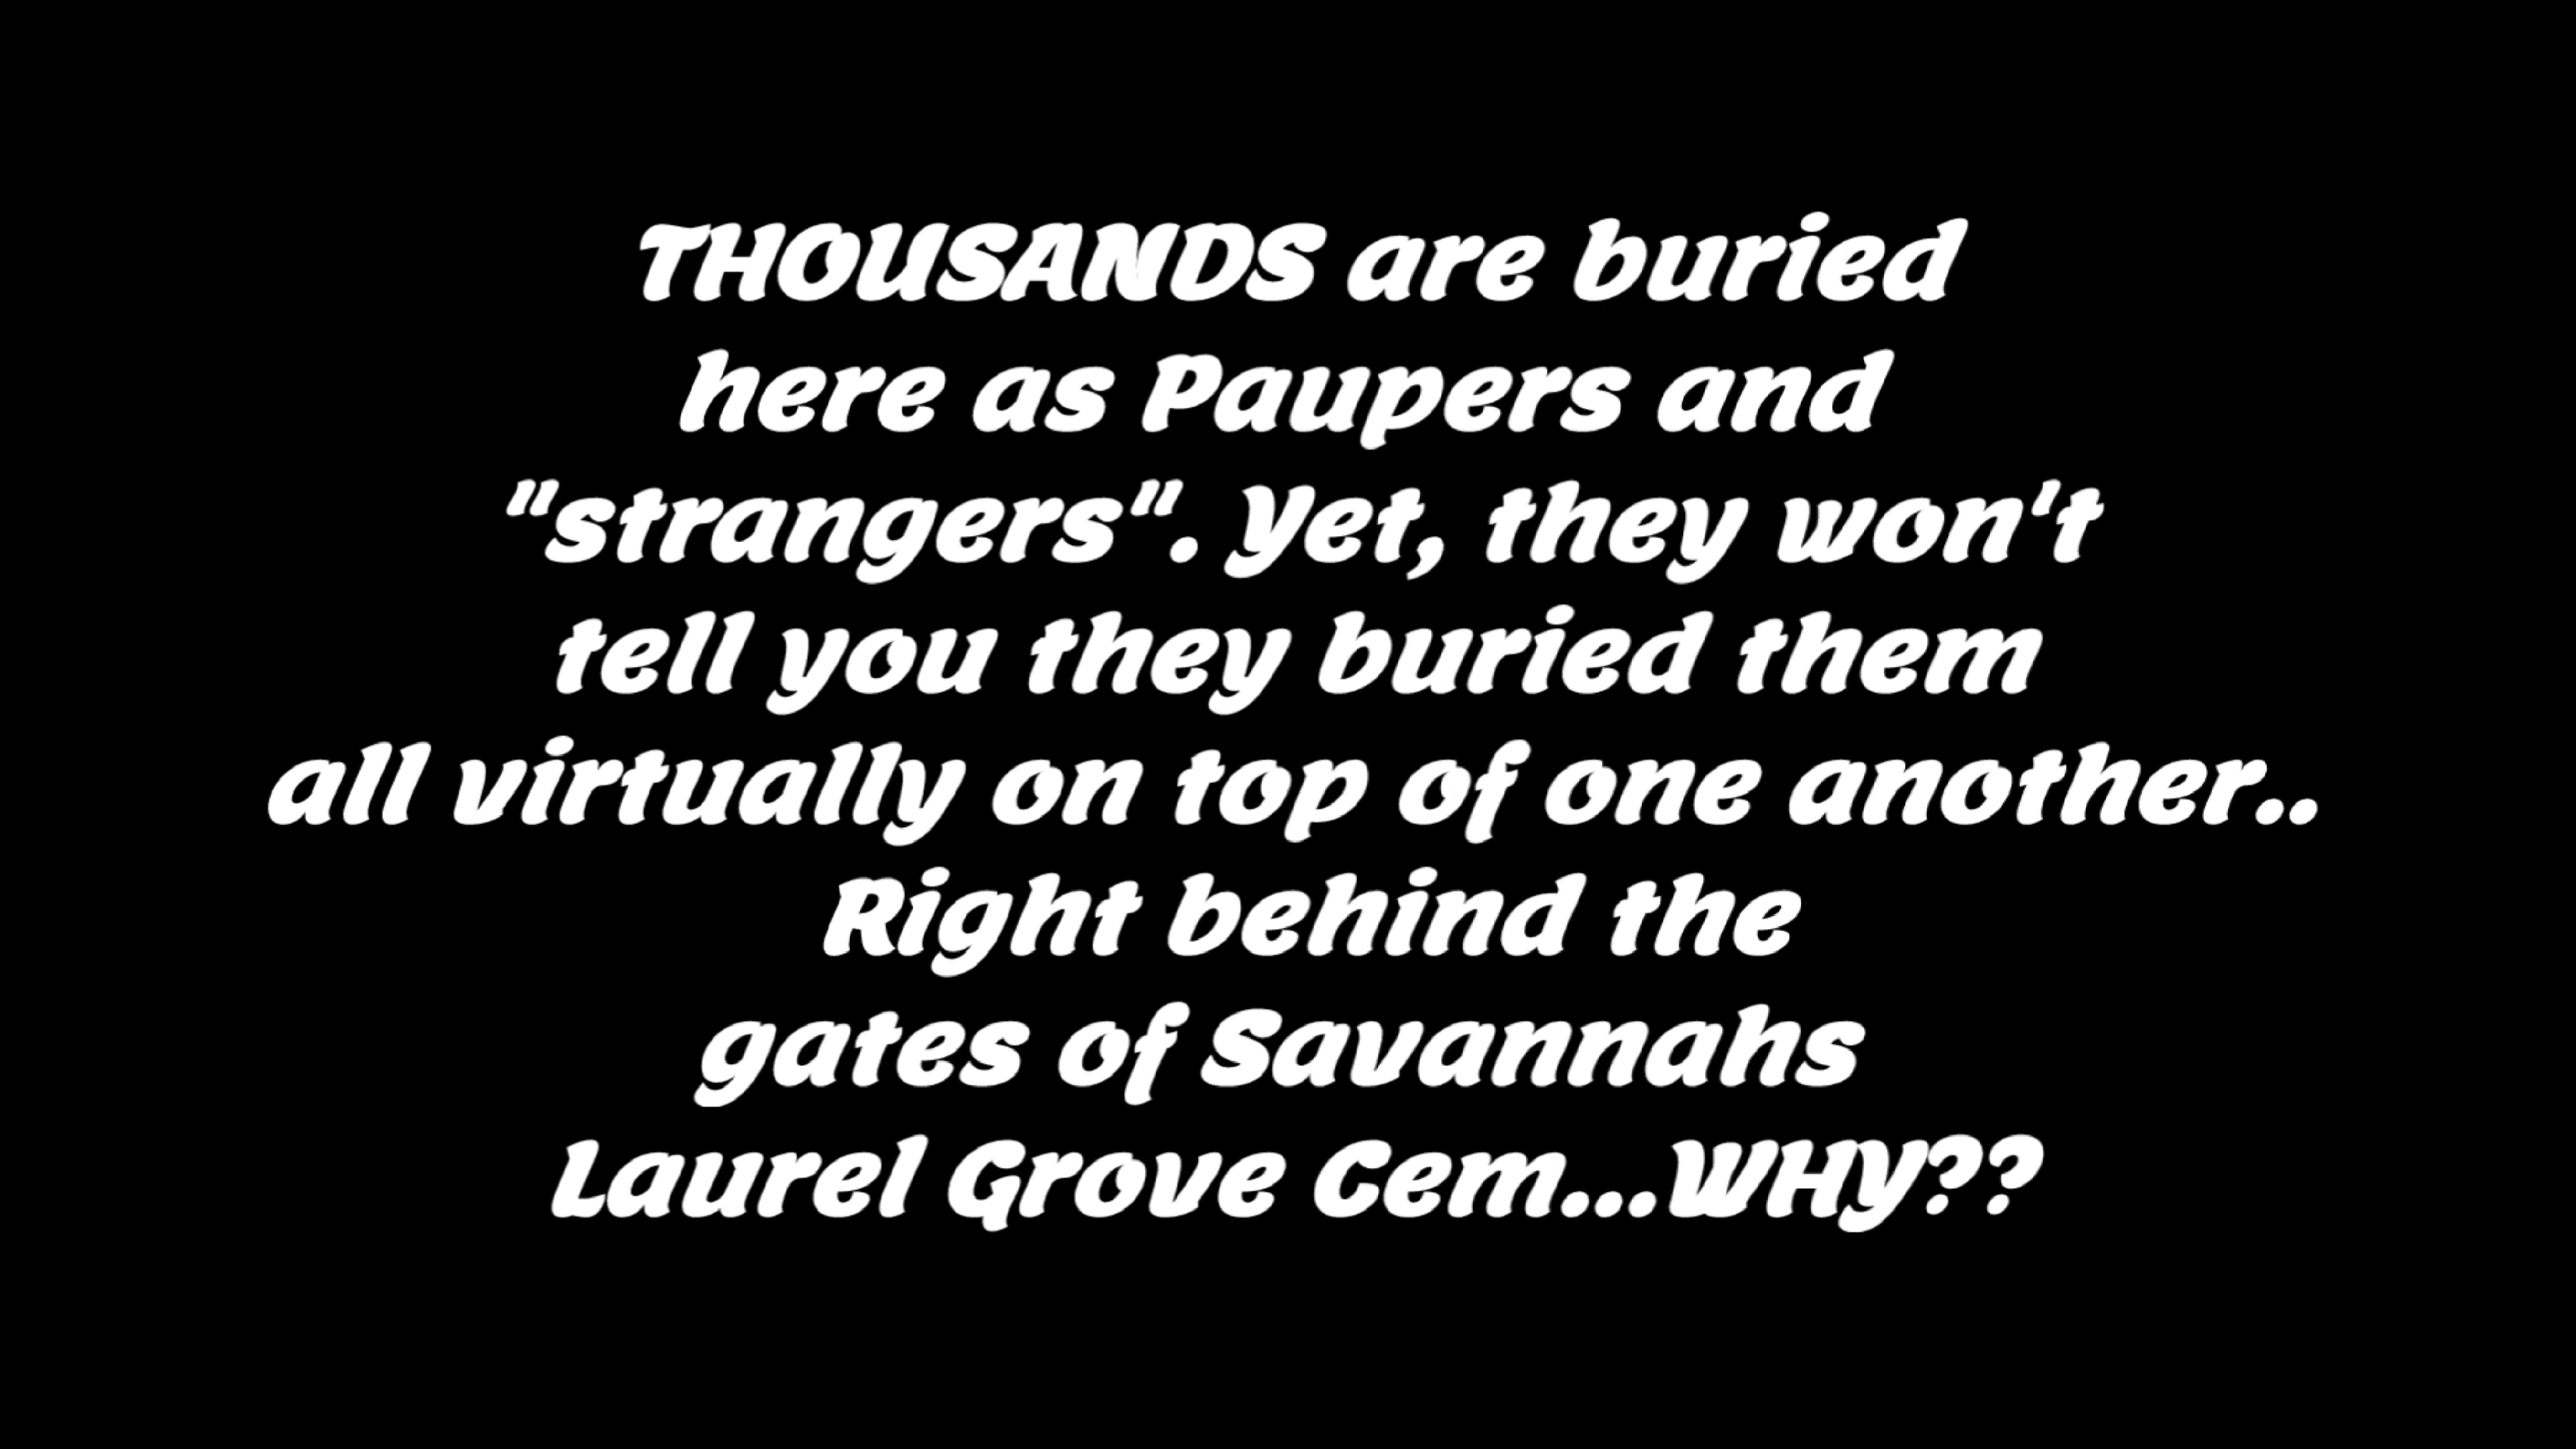 THOUSANDS are buried
here as Paupers and
"strangers". Yet, they won't
tell you they buried them
all virtually on top of one another..
Right behind the
gates of Savannahs
Laurel Grove Cem...WHY??